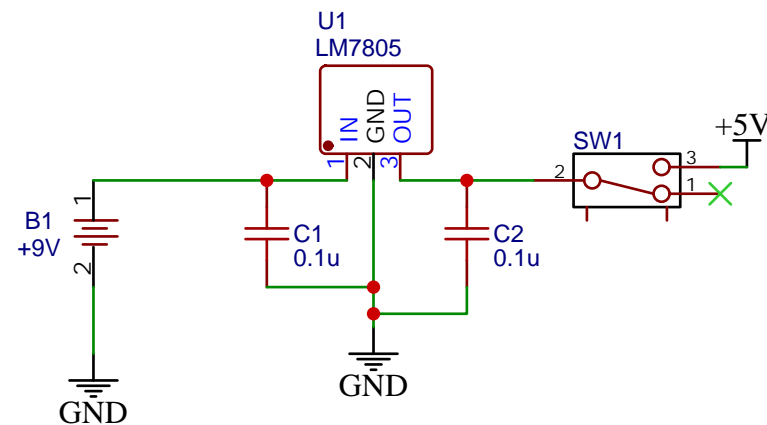 U1
LM7805
IN
GND
OUT
1
2
3
SW1
+5V
2
3
1
B1
+9V
1
2
C1
0.1u
C2
0.1u
GND
GND